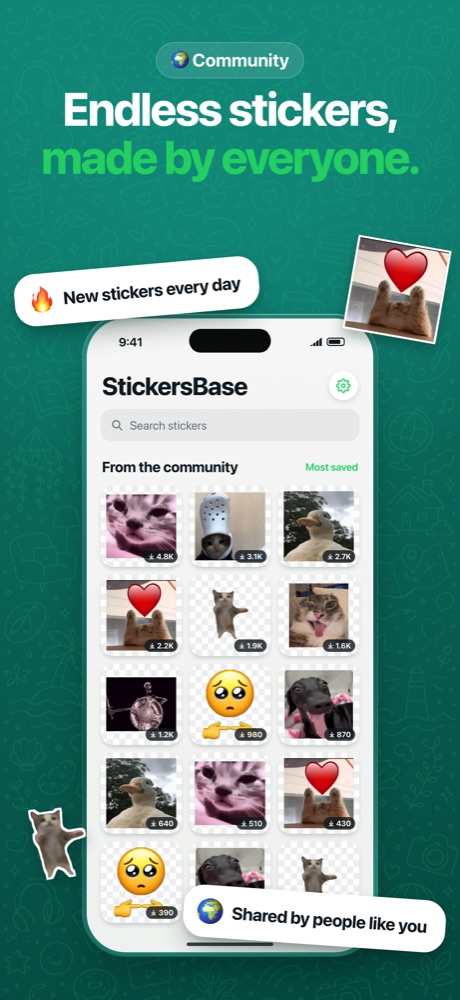 🌍 Community
Endless stickers,
made by everyone.
🔥 New stickers every day
9:41
StickersBase
Search stickers
From the community
Most saved
4.8K
3.1K
2.7K
2.2K
1.9K
1.6K
1.2K
980
870
640
510
430
390
🌍 Shared by people like you